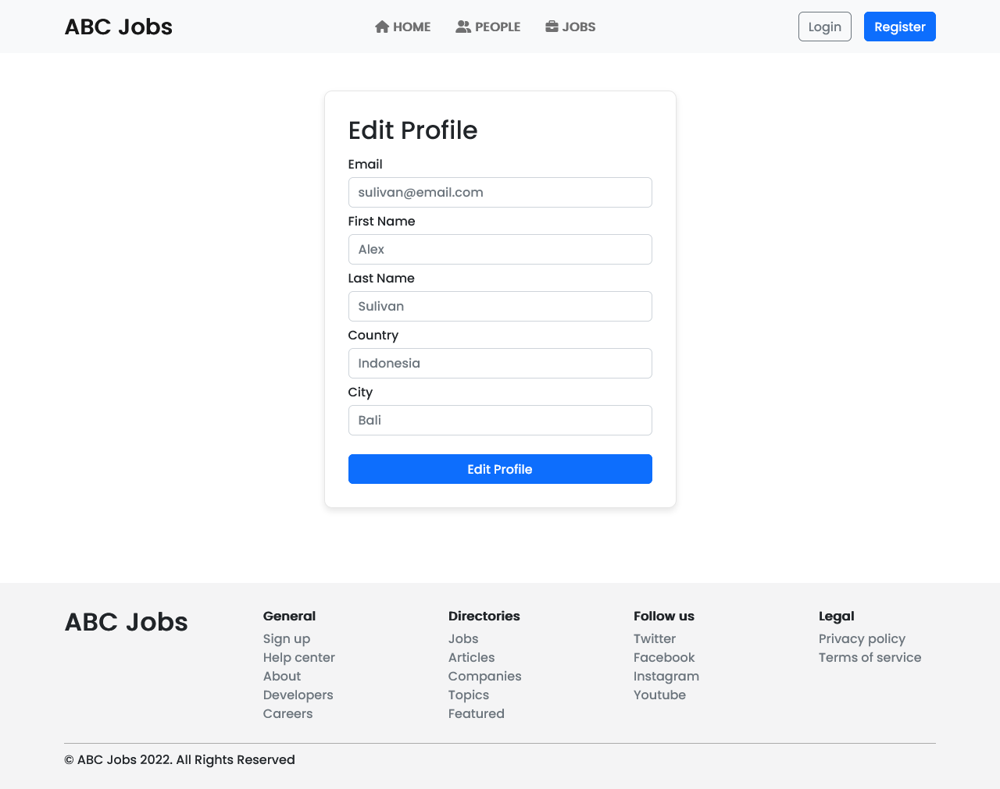 ABC Jobs
HOME
PEOPLE
JOBS
Login
Register
Edit Profile
Email
sulivan@email.com
First Name
Alex
Last Name
Sulivan
Country
Indonesia
City
Bali
Edit Profile
ABC Jobs
General
Sign up
Help center
About
Developers
Careers
Directories
Jobs
Articles
Companies
Topics
Featured
Follow us
Twitter
Facebook
Instagram
Youtube
Legal
Privacy policy
Terms of service
© ABC Jobs 2022. All Rights Reserved